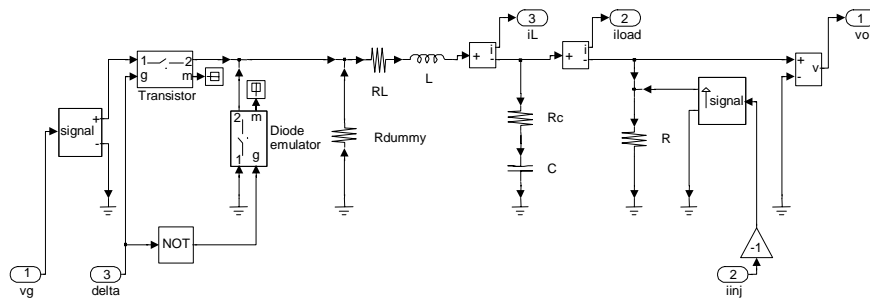 3
iL
2
iload
1
vo
1
2
g
m
Transistor
signal
+
-
2
m
1
g
Diode
emulator
Rdummy
RL
L
+
i
-
+
i
-
Rc
C
R
signal
+
-
v
NOT
-1
1
vg
3
delta
2
iinj